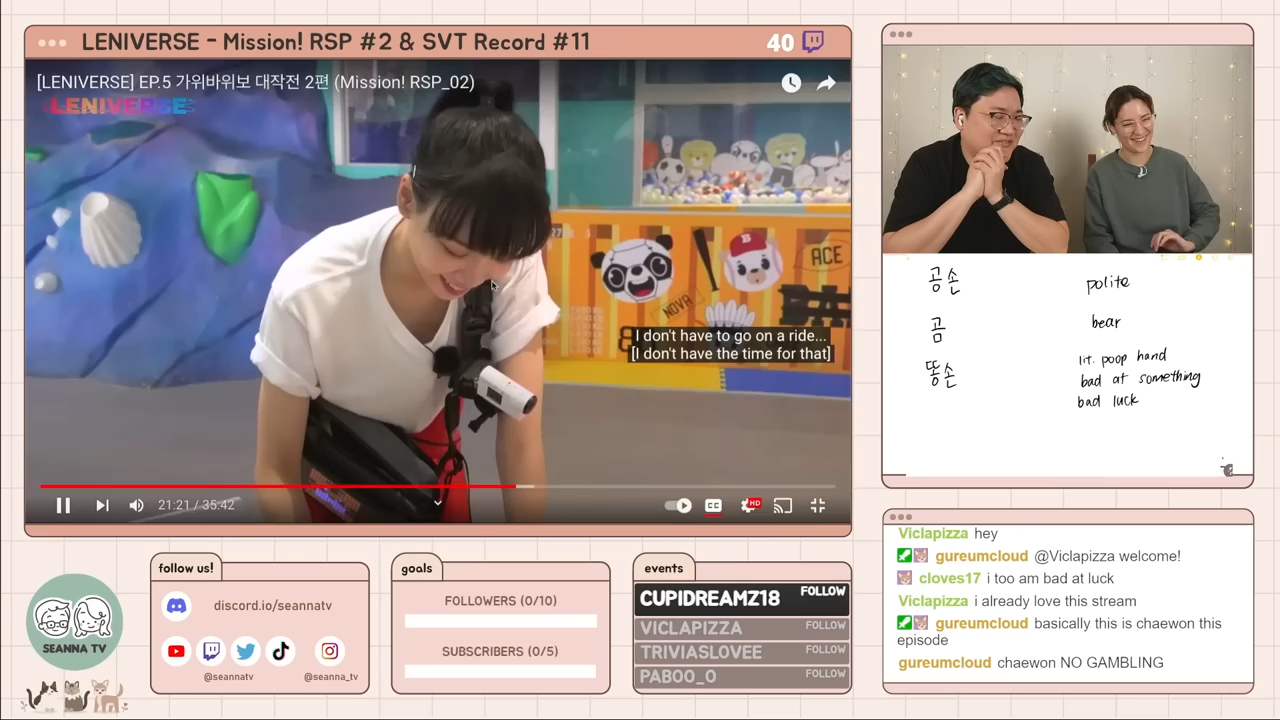 LENIVERSE - Mission! RSP #2 & SVT Record #11
40
[LENIVERSE] EP.5 가위바위보 대작전 2편 (Mission! RSP_02)
LENIVERSE
ACE
NOVA
I don't have to go on a ride...
[I don't have the time for that]
21:21 / 35:42
CC
HD
공손 polite
곰 bear
똥손 lit. poop hand
bad at something
bad luck
follow us!
discord.io/seannatv
@seannatv
@seanna_tv
SEANNA TV
goals
FOLLOWERS (0/10)
SUBSCRIBERS (0/5)
events
CUPIDREAMZ18 FOLLOW
VICLAPIZZA FOLLOW
TRIVIASLOVEE FOLLOW
PABOO_0 FOLLOW
Viclapizza hey
gureumcloud @Viclapizza welcome!
cloves17 i too am bad at luck
Viclapizza i already love this stream
gureumcloud basically this is chaewon this
episode
gureumcloud chaewon NO GAMBLING